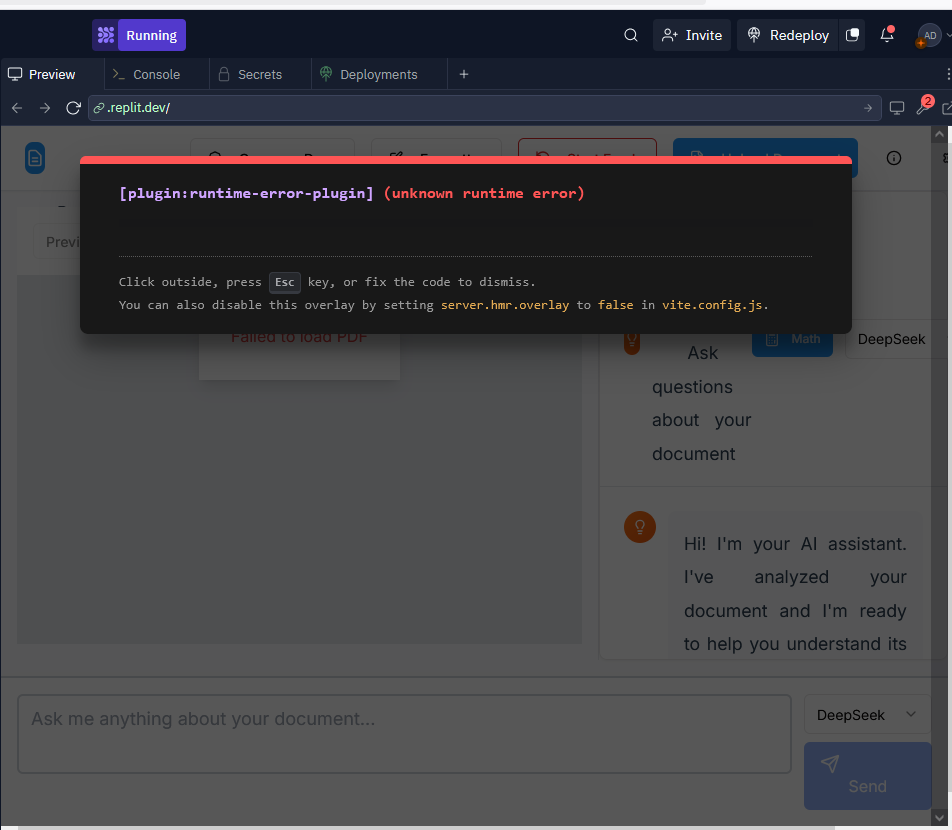 Running
Invite
Redeploy
AD
Preview
Console
Secrets
Deployments
.replit.dev/
2
[plugin:runtime-error-plugin] (unknown runtime error)
Click outside, press Esc key, or fix the code to dismiss.
You can also disable this overlay by setting server.hmr.overlay to false in vite.config.js.
Failed to load PDF
Math
DeepSeek
Ask
questions
about your
document
Hi! I'm your AI assistant.
I've analyzed your
document and I'm ready
to help you understand its
Ask me anything about your document...
DeepSeek
Send